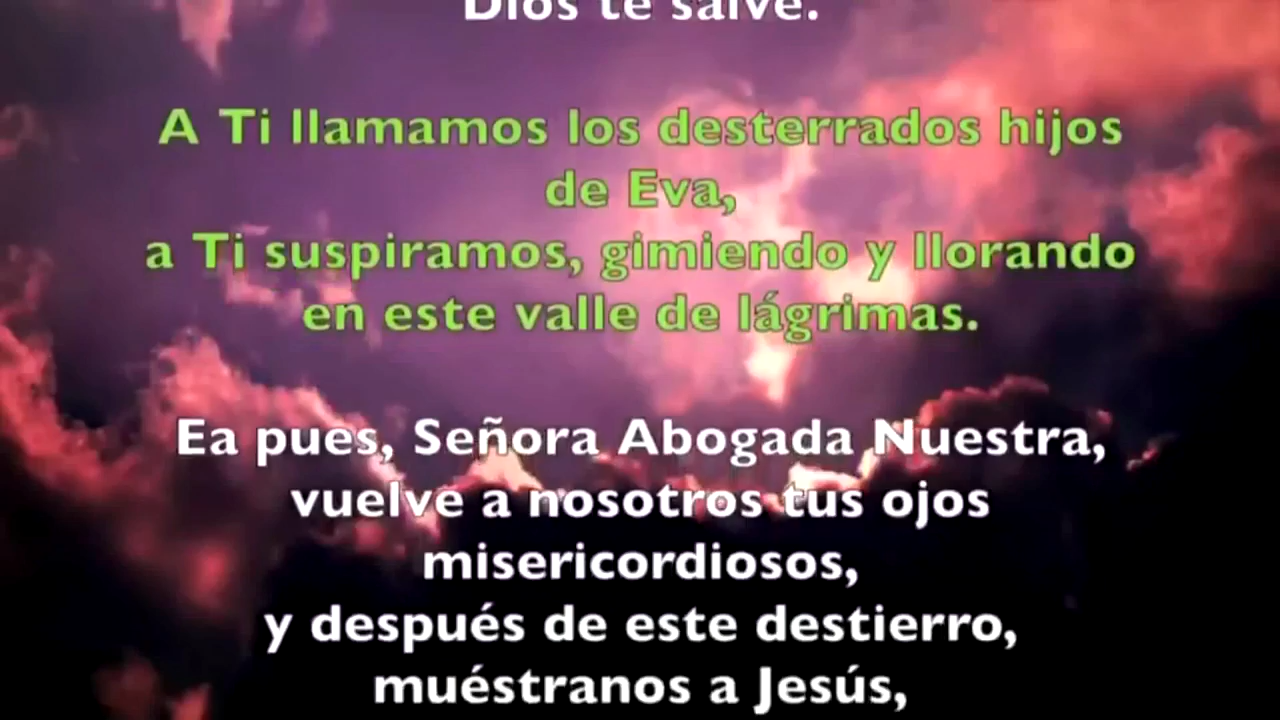 Dios te salve.
A Ti llamamos los desterrados hijos
de Eva,
a Ti suspiramos, gimiendo y llorando
en este valle de lágrimas.
Ea pues, Señora Abogada Nuestra,
vuelve a nosotros tus ojos
misericordiosos,
y después de este destierro,
muéstranos a Jesús,